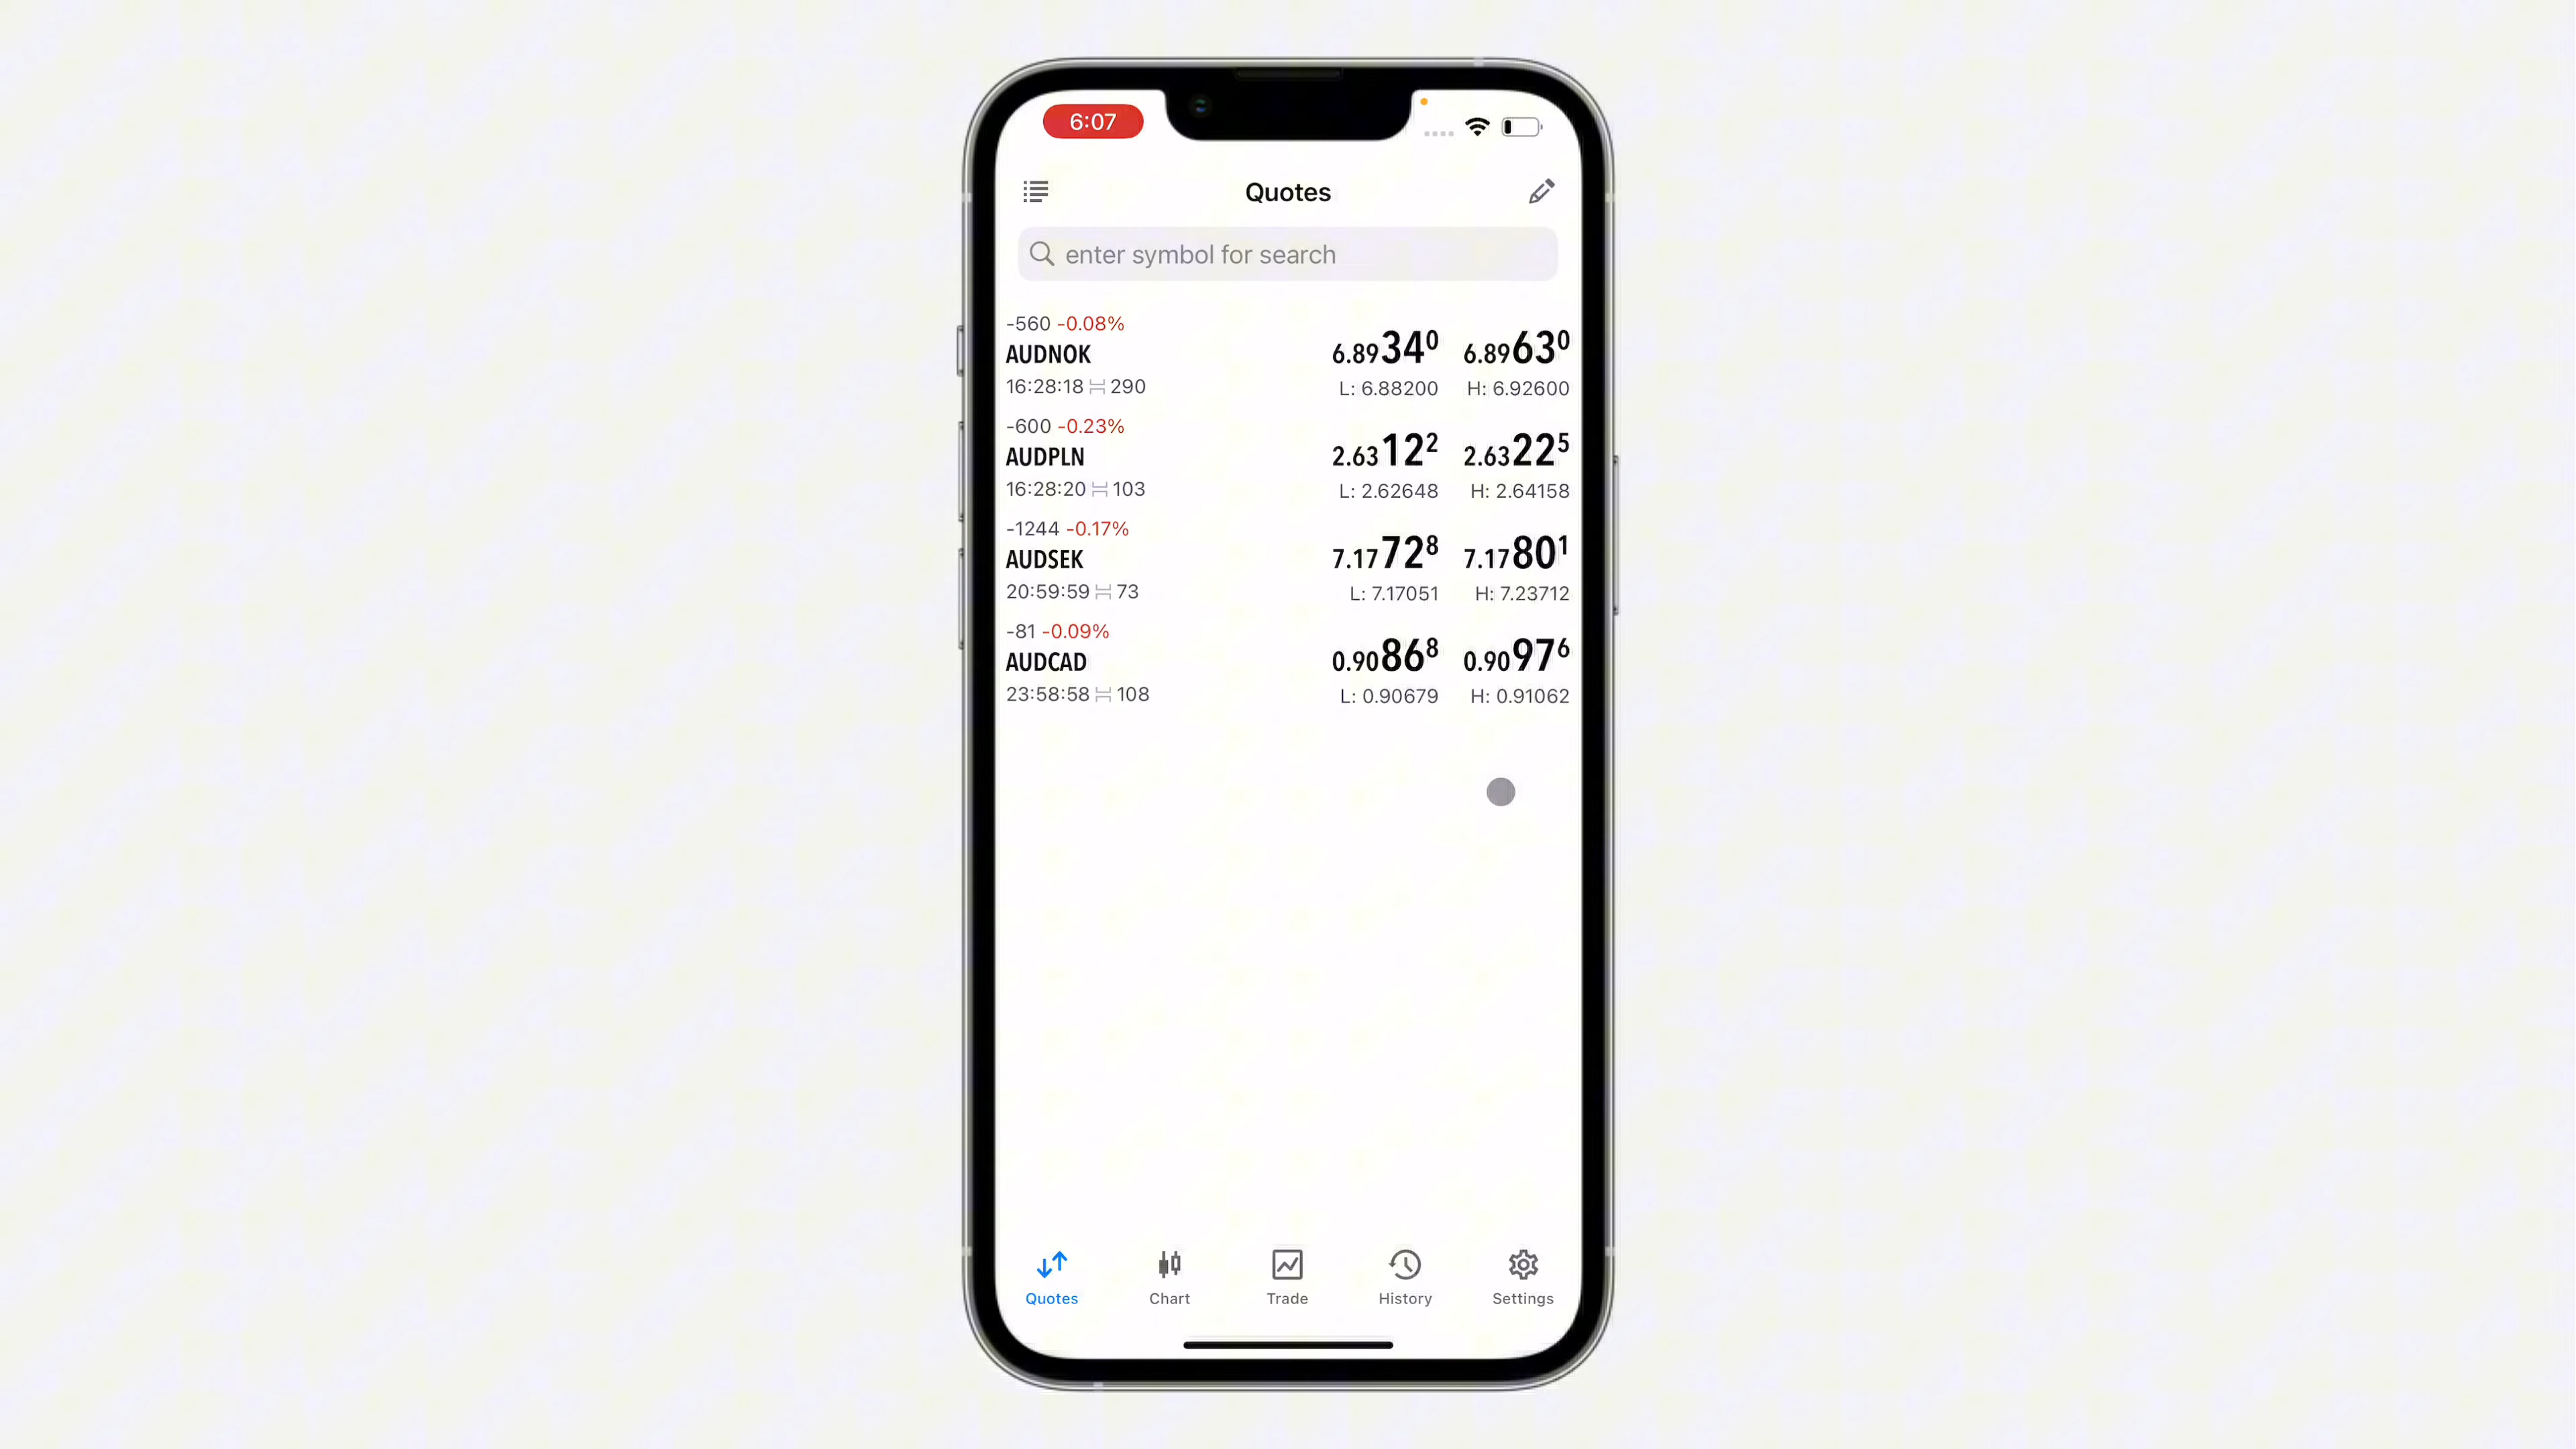 6:07
Quotes
enter symbol for search
-560 -0.08%
AUDNOK 6.89340 6.89630
16:28:18 290 L: 6.88200 H: 6.92600
-600 -0.23%
AUDPLN 2.63122 2.63225
16:28:20 103 L: 2.62648 H: 2.64158
-1244 -0.17%
AUDSEK 7.17728 7.17801
20:59:59 73 L: 7.17051 H: 7.23712
-81 -0.09%
AUDCAD 0.90868 0.90976
23:58:58 108 L: 0.90679 H: 0.91062
Quotes Chart Trade History Settings